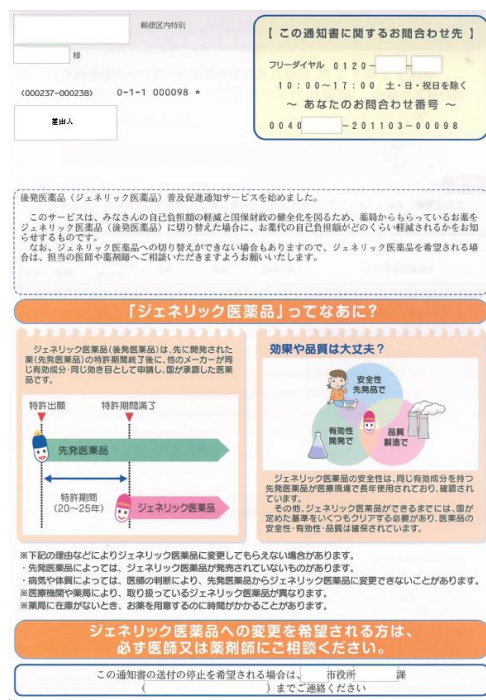 郵便区内特別
様
(000237-000238) 0-1-1 000098 *
差出人
【 この通知書に関するお問合わせ先 】
フリーダイヤル 0120- -
10:00～17:00 土・日・祝日を除く
～ あなたのお問合わせ番号 ～
0040 -201103-00098
後発医薬品（ジェネリック医薬品）普及促進通知サービスを始めました。
このサービスは、みなさんの自己負担額の軽減と国保財政の健全化を図るため、薬局からもらっているお薬を
ジェネリック医薬品（後発医薬品）に切り替えた場合に、お薬代の自己負担額がどのくらい軽減されるかをお知
らせするものです。
なお、ジェネリック医薬品への切り替えができない場合もありますので、ジェネリック医薬品を希望される場
合は、担当の医師や薬剤師へご相談いただきますようお願いいたします。
「ジェネリック医薬品」ってなあに？
ジェネリック医薬品(後発医薬品)は、先に開発された
薬(先発医薬品)の特許期間終了後に、他のメーカーが同
じ有効成分・同じ効き目として申請し、国が承認した医薬
品です。
特許出願 特許期間満了
先発医薬品
特許期間
(20～25年)
ジェネリック医薬品
効果や品質は大丈夫？
安全性
先発品で
有効性
開発で
品質
製造で
ジェネリック医薬品の安全性は、同じ有効成分を持つ
先発医薬品が医療現場で長年使用されており、確認され
ています。
その他、ジェネリック医薬品ができるまでには、国が
定めた基準をいくつもクリアする必要があり、医薬品の
安全性・有効性・品質は確保されています。
※下記の理由などによりジェネリック医薬品に変更してもらえない場合があります。
・先発医薬品によっては、ジェネリック医薬品が発売されていないものがあります。
・病気や体質によっては、医師の判断により、先発医薬品からジェネリック医薬品に変更できないことがあります。
※医療機関や薬局により、取り扱っているジェネリック医薬品が異なります。
※薬局に在庫がないとき、お薬を用意するのに時間がかかることがあります。
ジェネリック医薬品への変更を希望される方は、
必ず医師又は薬剤師にご相談ください。
この通知書の送付の停止を希望される場合は、 市役所 課
( ) までご連絡ください